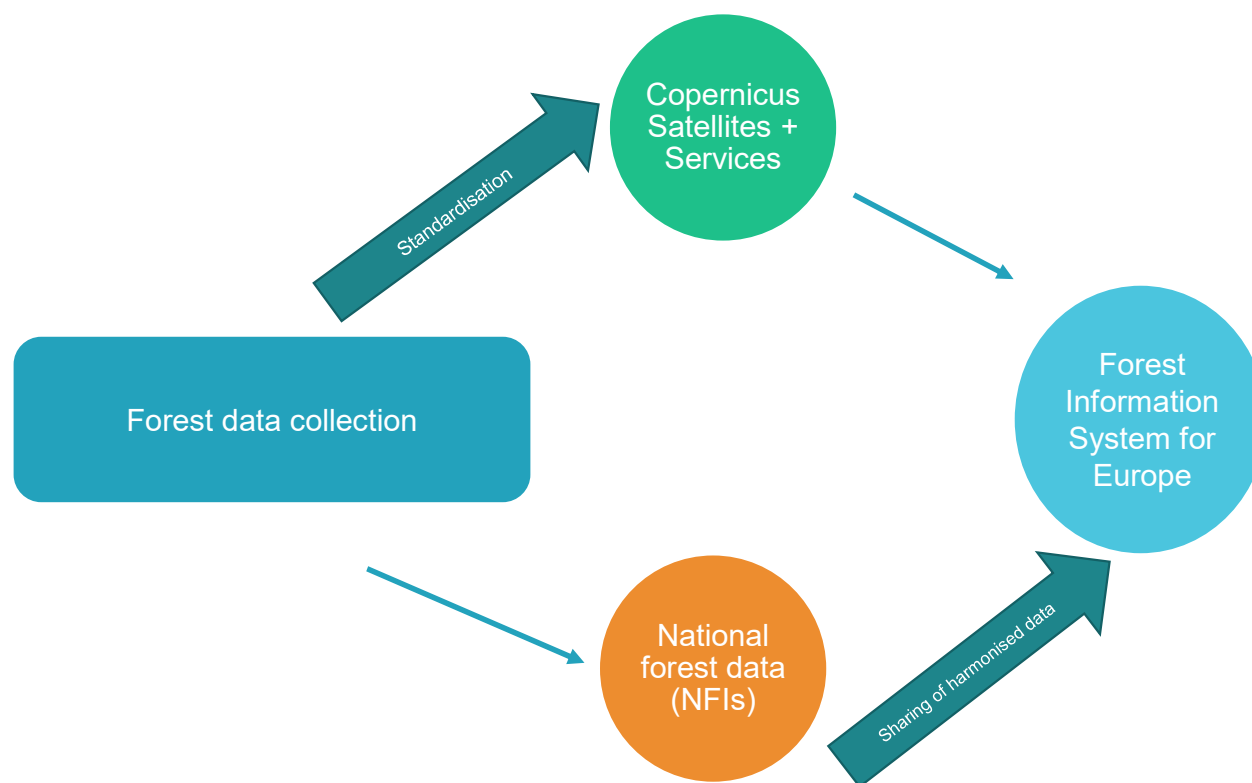 Copernicus
Satellites +
Services
Standardisation
Forest data collection
Forest
Information
System for
Europe
National
forest data
(NFIs)
Sharing of harmonised data